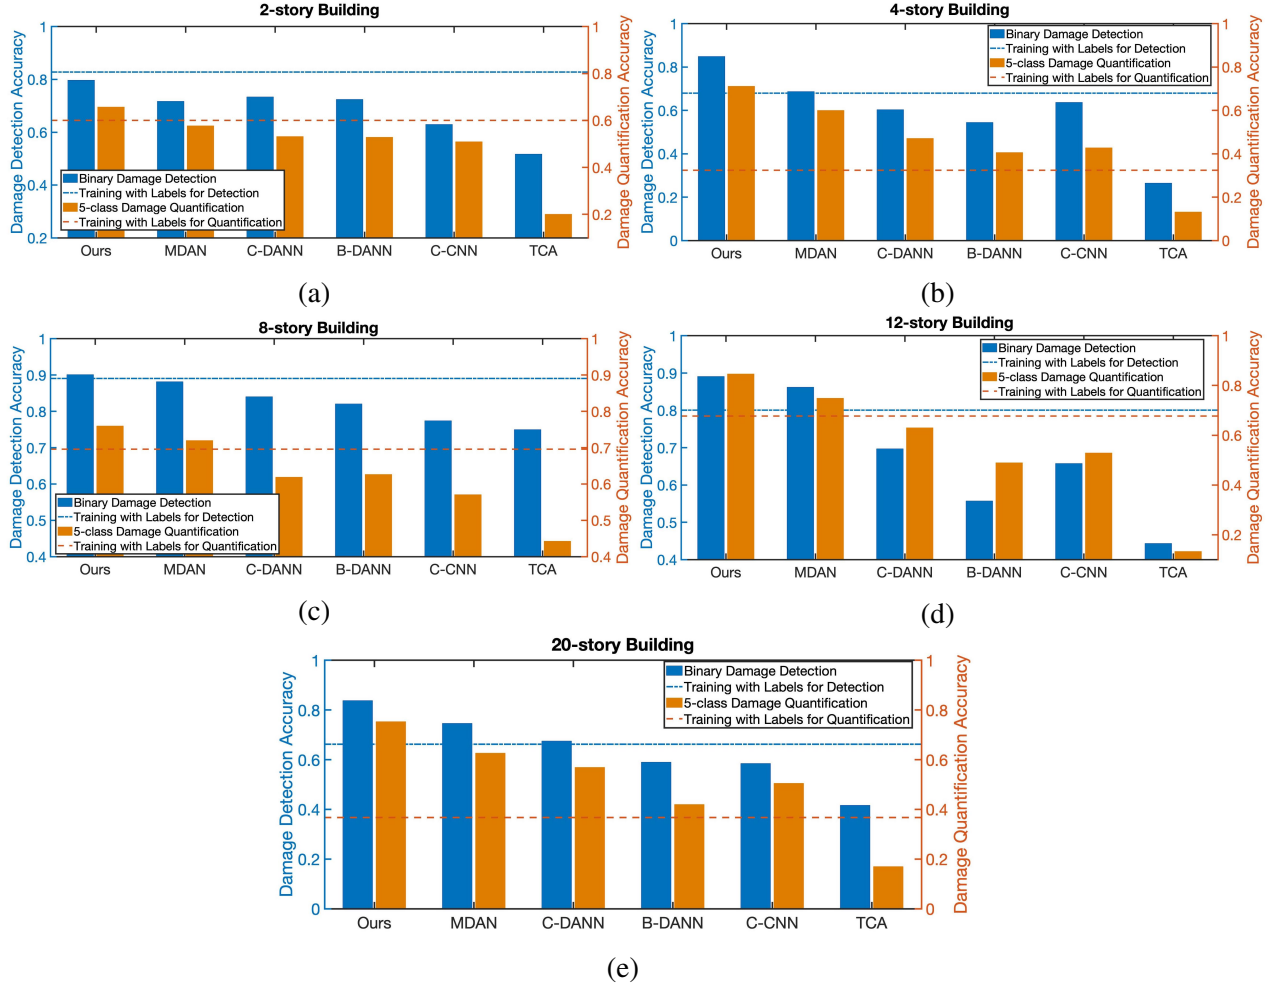 2-story Building
Damage Detection Accuracy
1
0.8
0.6
0.4
0.2
Damage Quantification Accuracy
1
0.8
0.6
0.4
0.2
Binary Damage Detection
Training with Labels for Detection
5-class Damage Quantification
Training with Labels for Quantification
Ours MDAN C-DANN B-DANN C-CNN TCA
(a)
4-story Building
Damage Detection Accuracy
1
0.8
0.6
0.4
0.2
0
Damage Quantification Accuracy
1
0.8
0.6
0.4
0.2
0
Binary Damage Detection
Training with Labels for Detection
5-class Damage Quantification
Training with Labels for Quantification
Ours MDAN C-DANN B-DANN C-CNN TCA
(b)
8-story Building
Damage Detection Accuracy
1
0.9
0.8
0.7
0.6
0.5
0.4
Damage Quantification Accuracy
1
0.9
0.8
0.7
0.6
0.5
0.4
Binary Damage Detection
Training with Labels for Detection
5-class Damage Quantification
Training with Labels for Quantification
Ours MDAN C-DANN B-DANN C-CNN TCA
(c)
12-story Building
Damage Detection Accuracy
1
0.9
0.8
0.7
0.6
0.5
0.4
Damage Quantification Accuracy
1
0.8
0.6
0.4
0.2
Binary Damage Detection
Training with Labels for Detection
5-class Damage Quantification
Training with Labels for Quantification
Ours MDAN C-DANN B-DANN C-CNN TCA
(d)
20-story Building
Damage Detection Accuracy
1
0.8
0.6
0.4
0.2
0
Damage Quantification Accuracy
1
0.8
0.6
0.4
0.2
0
Binary Damage Detection
Training with Labels for Detection
5-class Damage Quantification
Training with Labels for Quantification
Ours MDAN C-DANN B-DANN C-CNN TCA
(e)